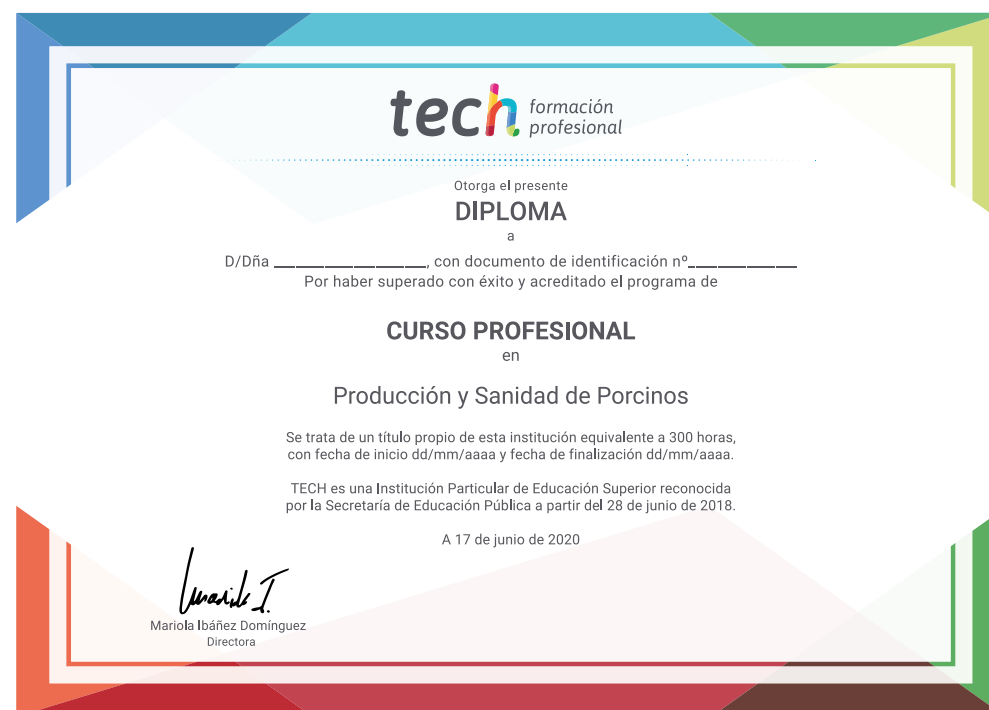 tech formación
profesional
Otorga el presente
DIPLOMA
a
D/Dña ________________, con documento de identificación nº___________
Por haber superado con éxito y acreditado el programa de
CURSO PROFESIONAL
en
Producción y Sanidad de Porcinos
Se trata de un título propio de esta institución equivalente a 300 horas,
con fecha de inicio dd/mm/aaaa y fecha de finalización dd/mm/aaaa.
TECH es una Institución Particular de Educación Superior reconocida
por la Secretaría de Educación Pública a partir del 28 de junio de 2018.
A 17 de junio de 2020
Mariola Ibáñez Domínguez
Directora